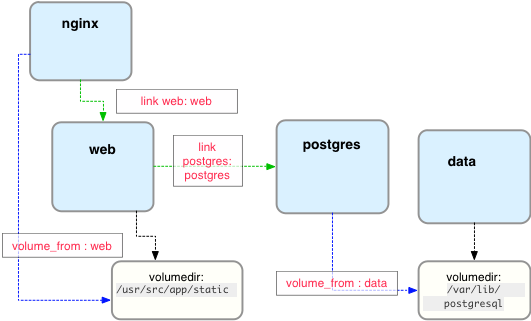 nginx
link web: web
web
link
postgres:
postgres
postgres
data
volume_from : web
volumedir:
/usr/src/app/static
volume_from : data
volumedir:
/var/lib/
postgresql